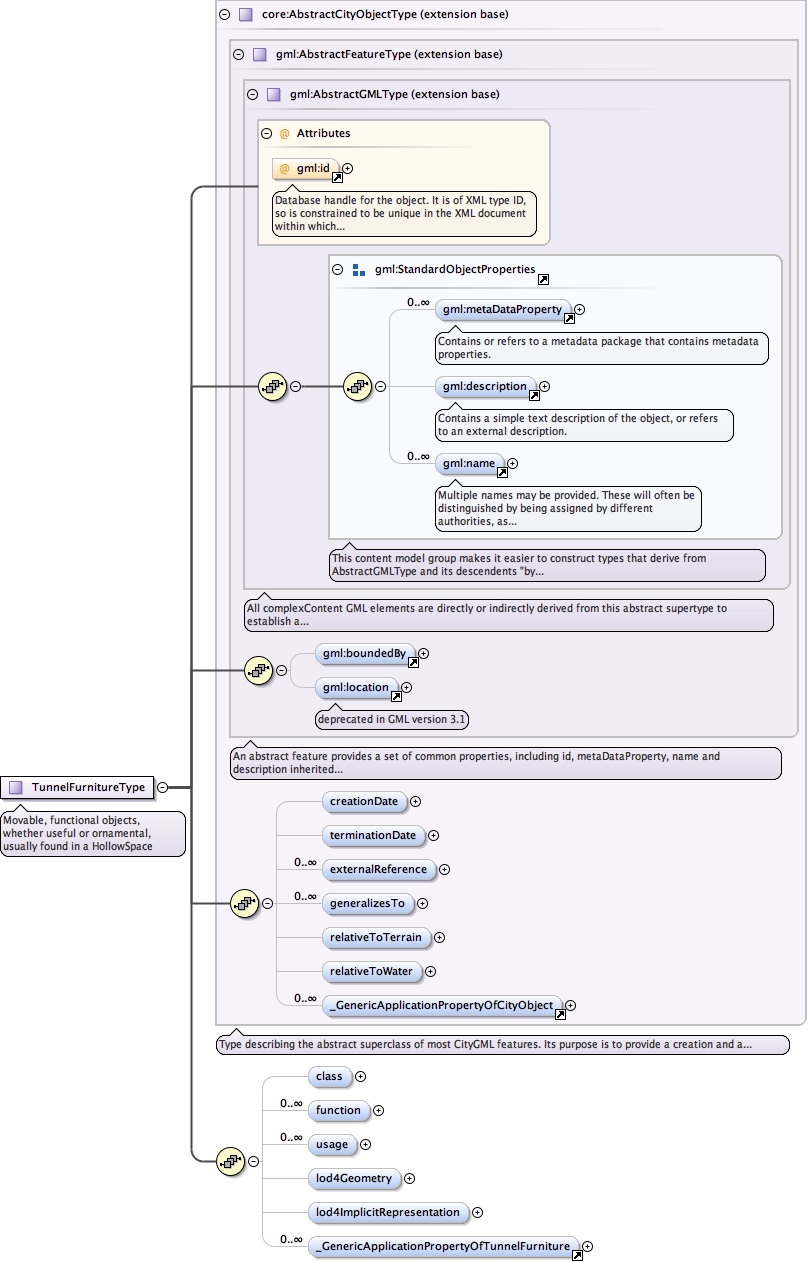 core:AbstractCityObjectType (extension base)
gml:AbstractFeatureType (extension base)
gml:AbstractGMLType (extension base)
@ Attributes
@ gml:id
Database handle for the object. It is of XML type ID,
so is constrained to be unique in the XML document
within which...
gml:StandardObjectProperties
0..∞
gml:metaDataProperty
Contains or refers to a metadata package that contains metadata
properties.
gml:description
Contains a simple text description of the object, or refers
to an external description.
0..∞
gml:name
Multiple names may be provided. These will often be
distinguished by being assigned by different
authorities, as...
This content model group makes it easier to construct types that derive from
AbstractGMLType and its descendents "by...
All complexContent GML elements are directly or indirectly derived from this abstract supertype to
establish a...
gml:boundedBy
gml:location
deprecated in GML version 3.1
An abstract feature provides a set of common properties, including id, metaDataProperty, name and
description inherited...
TunnelFurnitureType
Movable, functional objects,
whether useful or ornamental,
usually found in a HollowSpace
creationDate
terminationDate
0..∞
externalReference
0..∞
generalizesTo
relativeToTerrain
relativeToWater
0..∞
_GenericApplicationPropertyOfCityObject
Type describing the abstract superclass of most CityGML features. Its purpose is to provide a creation and a...
class
0..∞
function
0..∞
usage
lod4Geometry
lod4ImplicitRepresentation
0..∞
_GenericApplicationPropertyOfTunnelFurniture